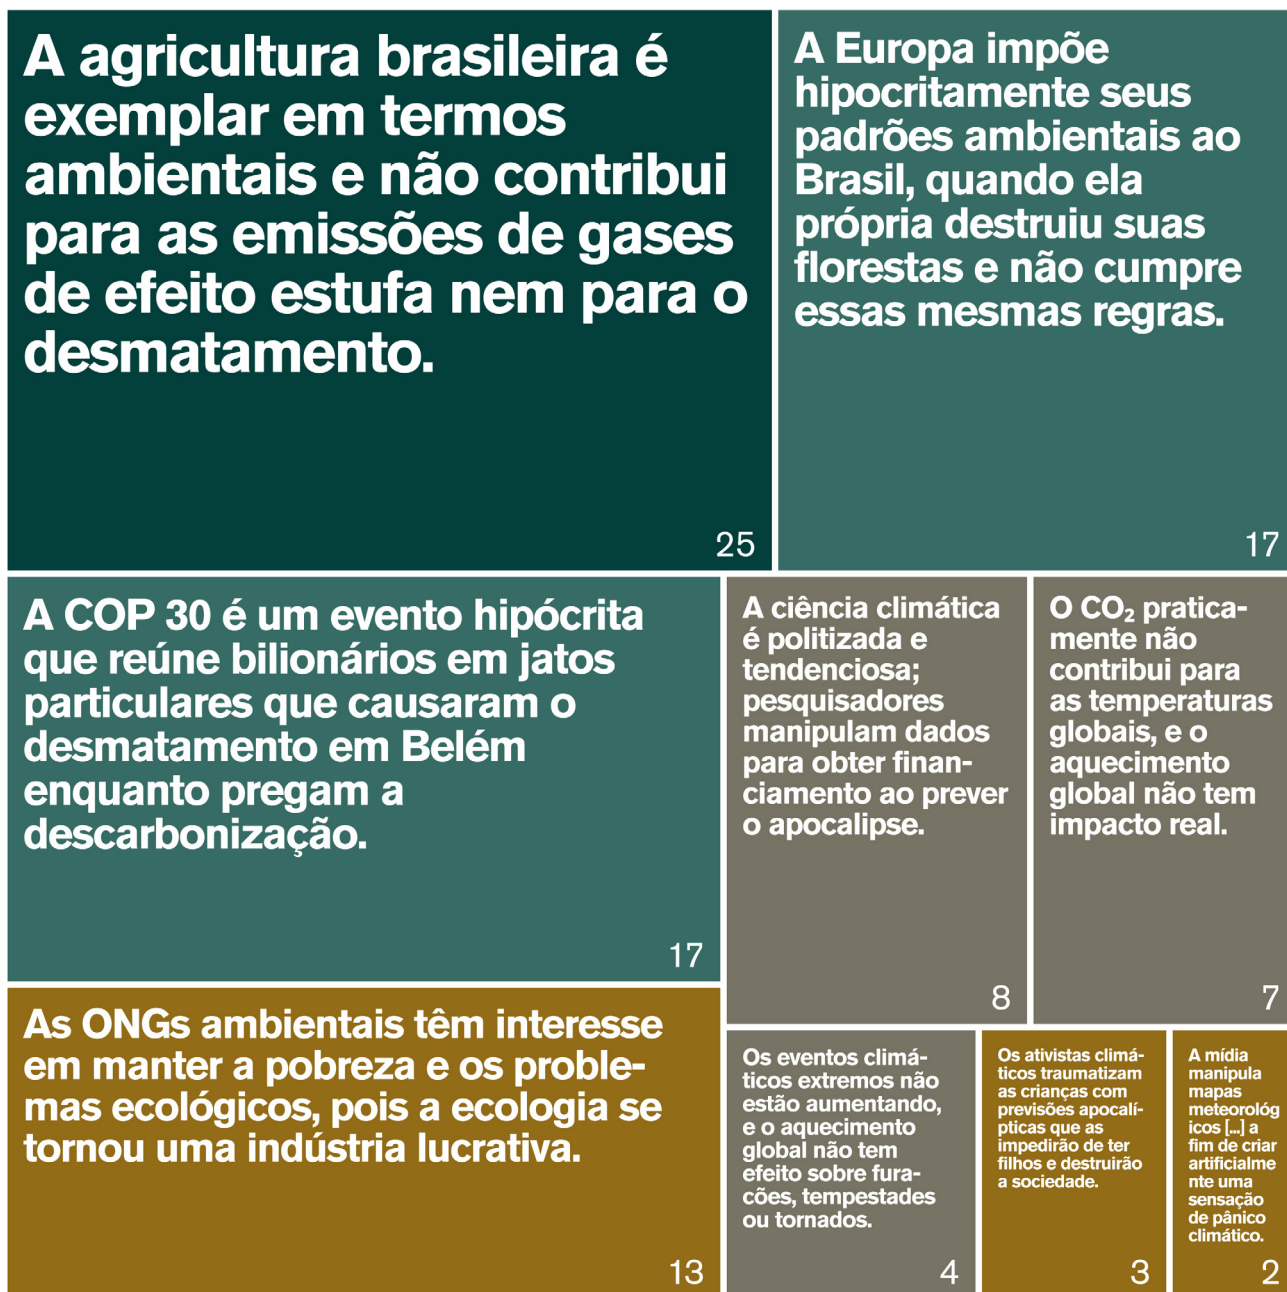 A agricultura brasileira é
exemplar em termos
ambientais e não contribui
para as emissões de gases
de efeito estufa nem para o
desmatamento.
25
A Europa impõe
hipocritamente seus
padrões ambientais ao
Brasil, quando ela
própria destruiu suas
florestas e não cumpre
essas mesmas regras.
17
A COP 30 é um evento hipócrita
que reúne bilionários em jatos
particulares que causaram o
desmatamento em Belém
enquanto pregam a
descarbonização.
17
A ciência climática
é politizada e
tendenciosa;
pesquisadores
manipulam dados
para obter finan-
ciamento ao prever
o apocalipse.
8
O CO₂ pratica-
mente não
contribui para
as temperaturas
globais, e o
aquecimento
global não tem
impacto real.
7
As ONGs ambientais têm interesse
em manter a pobreza e os proble-
mas ecológicos, pois a ecologia se
tornou uma indústria lucrativa.
13
Os eventos climá-
ticos extremos não
estão aumentando,
e o aquecimento
global não tem
efeito sobre fura-
cões, tempestades
ou tornados.
4
Os ativistas climá-
ticos traumatizam
as crianças com
previsões apocalí-
pticas que as
impedirão de ter
filhos e destruirão
a sociedade.
3
A mídia
manipula
mapas
meteorológ
icos [...] a
fim de criar
artificialme
nte uma
sensação
de pânico
climático.
2